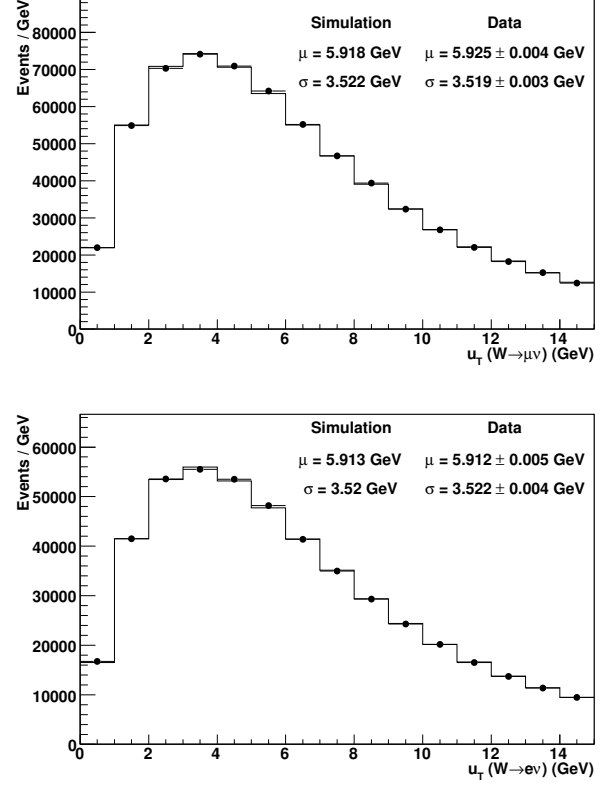 Events / GeV
Simulation Data
μ = 5.918 GeV μ = 5.925 ± 0.004 GeV
σ = 3.522 GeV σ = 3.519 ± 0.003 GeV
80000
70000
60000
50000
40000
30000
20000
10000
0
0 2 4 6 8 10 12 14
u_T (W→μν) (GeV)
Events / GeV
Simulation Data
μ = 5.913 GeV μ = 5.912 ± 0.005 GeV
σ = 3.52 GeV σ = 3.522 ± 0.004 GeV
60000
50000
40000
30000
20000
10000
0
0 2 4 6 8 10 12 14
u_T (W→eν) (GeV)